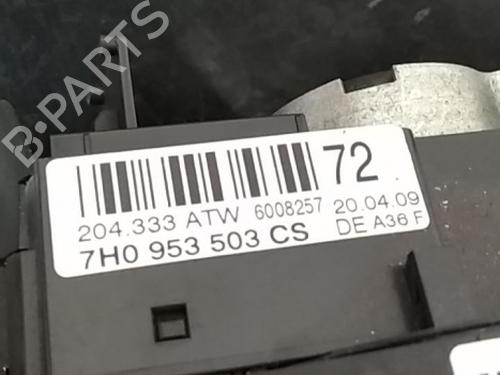 B-PARTS
72
204.333 ATW 6008257 20.04.09
7H0 953 503 CS DE A36 F